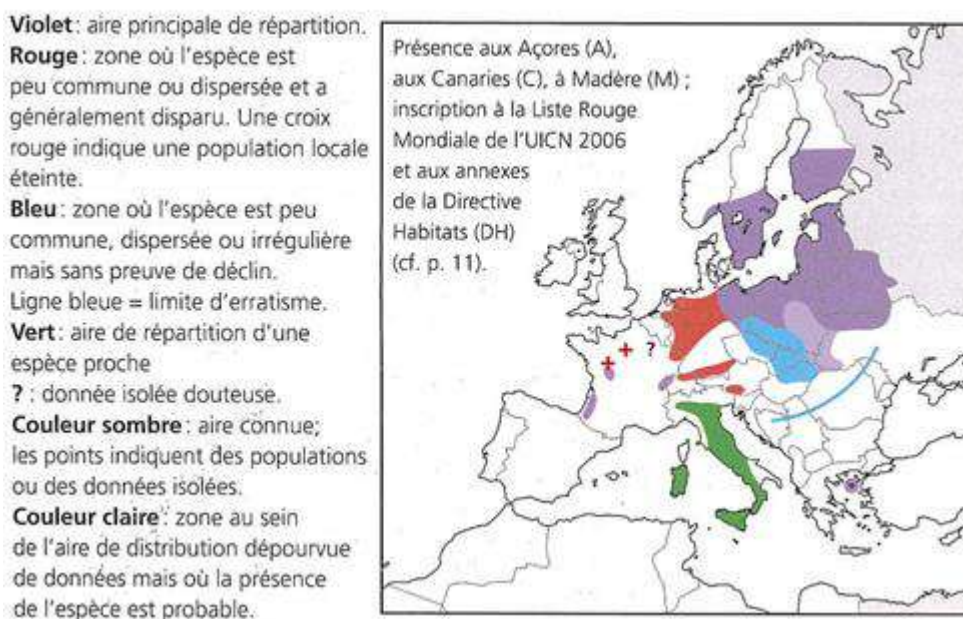 Violet : aire principale de répartition.
Rouge : zone où l'espèce est
peu commune ou dispersée et a
généralement disparu. Une croix
rouge indique une population locale
éteinte.
Bleu : zone où l'espèce est peu
commune, dispersée ou irrégulière
mais sans preuve de déclin.
Ligne bleue = limite d'erratisme.
Vert : aire de répartition d'une
espèce proche
? : donnée isolée douteuse.
Couleur sombre : aire connue;
les points indiquent des populations
ou des données isolées.
Couleur claire : zone au sein
de l'aire de distribution dépourvue
de données mais où la présence
de l'espèce est probable.
Présence aux Açores (A),
aux Canaries (C), à Madère (M) ;
inscription à la Liste Rouge
Mondiale de l'UICN 2006
et aux annexes
de la Directive
Habitats (DH)
(cf. p. 11).
?